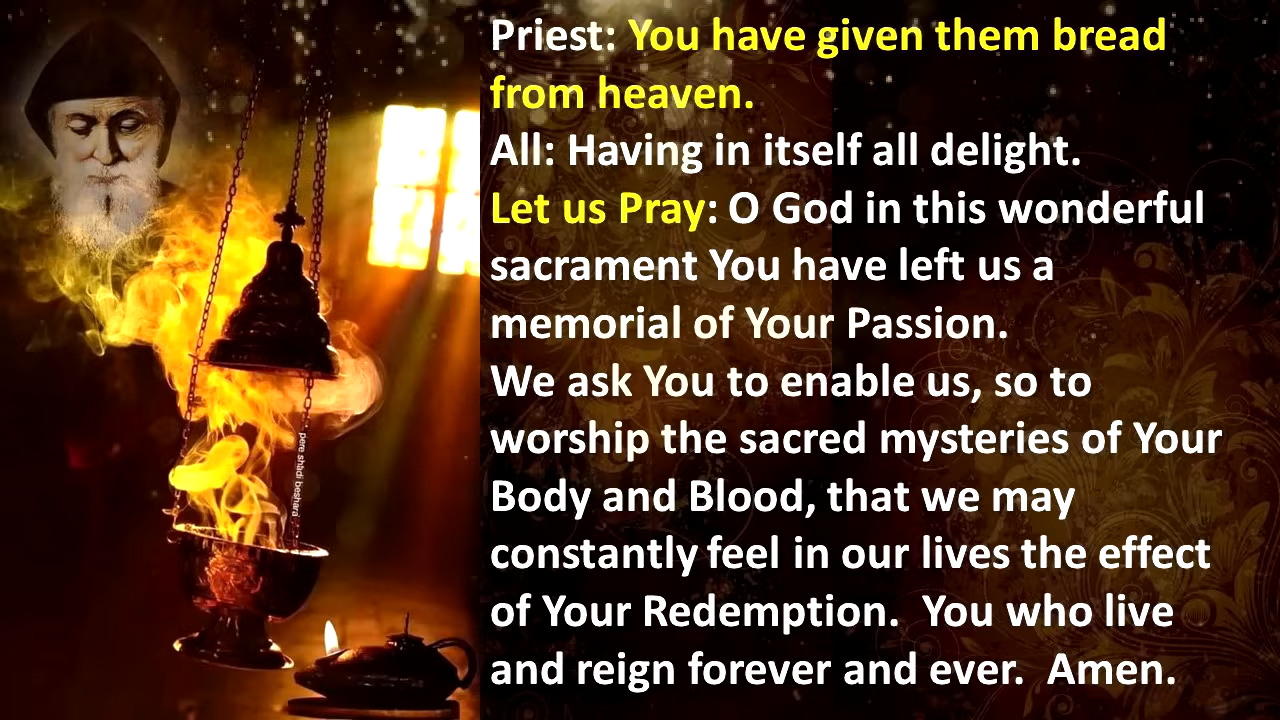 Priest: You have given them bread
from heaven.
All: Having in itself all delight.
Let us Pray: O God in this wonderful
sacrament You have left us a
memorial of Your Passion.
We ask You to enable us, so to
worship the sacred mysteries of Your
Body and Blood, that we may
constantly feel in our lives the effect
of Your Redemption.  You who live
and reign forever and ever.  Amen.
pere shadi beshara